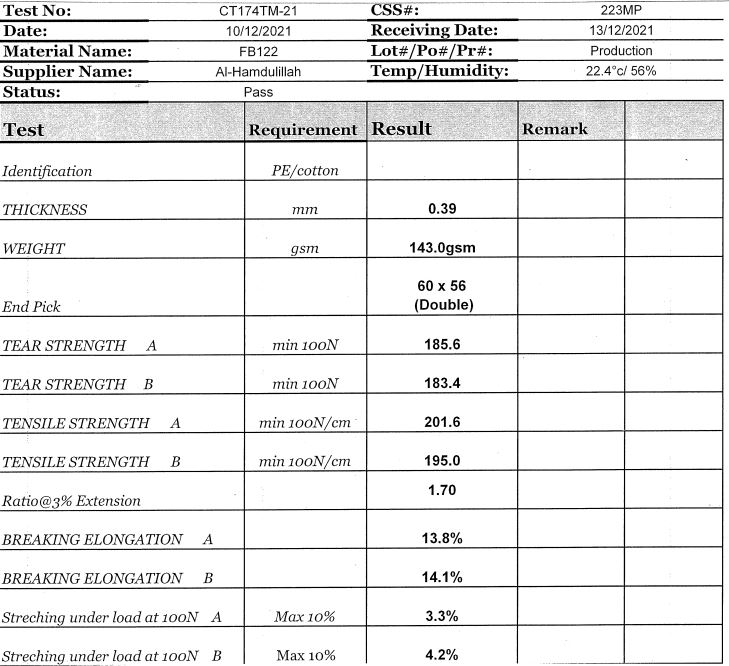 Test No: CT174TM-21 CSS#: 223MP
Date: 10/12/2021 Receiving Date: 13/12/2021
Material Name: FB122 Lot#/Po#/Pr#: Production
Supplier Name: Al-Hamdulillah Temp/Humidity: 22.4°c/ 56%
Status: Pass
Test Requirement Result Remark
Identification PE/cotton
THICKNESS mm 0.39
WEIGHT gsm 143.0gsm
60 x 56
End Pick (Double)
TEAR STRENGTH A min 100N 185.6
TEAR STRENGTH B min 100N 183.4
TENSILE STRENGTH A min 100N/cm 201.6
TENSILE STRENGTH B min 100N/cm 195.0
Ratio@3% Extension 1.70
BREAKING ELONGATION A 13.8%
BREAKING ELONGATION B 14.1%
Streching under load at 100N A Max 10% 3.3%
Streching under load at 100N B Max 10% 4.2%